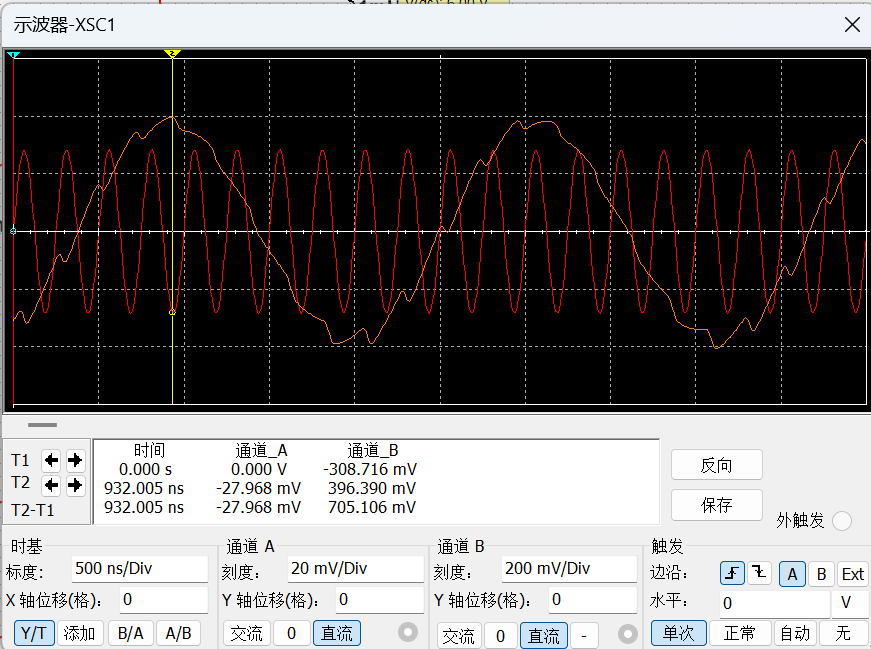 示波器-XSC1
时间 通道_A 通道_B
T1 0.000 s 0.000 V -308.716 mV
T2 932.005 ns -27.968 mV 396.390 mV
T2-T1 932.005 ns -27.968 mV 705.106 mV
反向
保存
外触发
时基 通道 A 通道 B 触发
标度: 500 ns/Div 刻度: 20 mV/Div 刻度: 200 mV/Div 边沿: A B Ext
X 轴位移(格): 0 Y 轴位移(格): 0 Y 轴位移(格): 0 水平: 0 V
Y/T 添加 B/A A/B 交流 0 直流 交流 0 直流 - 单次 正常 自动 无